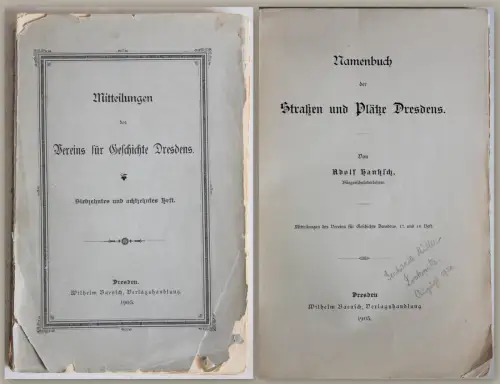 Mitteilungen
des
Vereins für Geschichte Dresdens.
Siebzehntes und achtzehntes Heft.
Dresden.
Wilhelm Baensch, Verlagshandlung
1905.
Namenbuch
der
Straßen und Plätze Dresdens.
Von
Adolf Hantzsch,
Bürgerschuloberlehrer.
Mitteilungen des Vereins für Geschichte Dresdens. 17. und 18. Heft.
Müller
Dresden
Wilhelm Baensch, Verlagshandlung
1905.